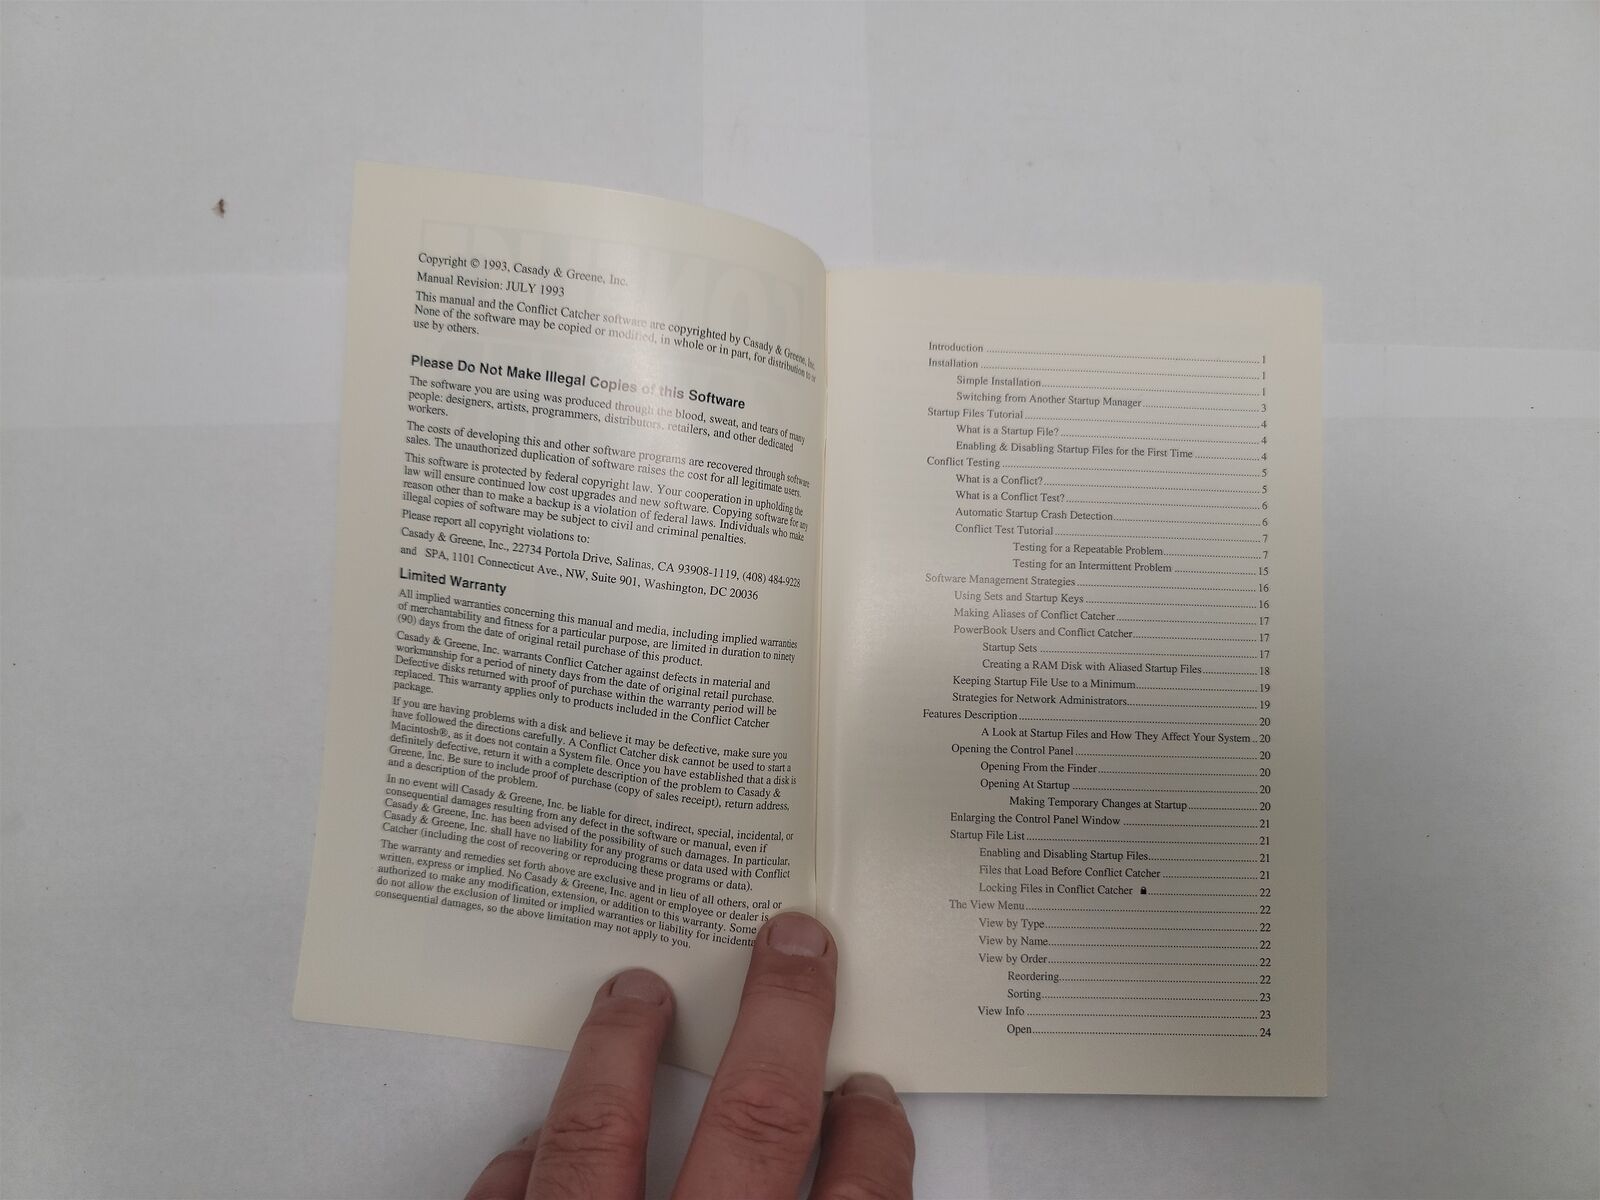 Copyright © 1993, Casady & Greene, Inc.
Manual Revision: JULY 1993
This manual and the Conflict Catcher software are copyrighted by Casady & Greene, Inc.
None of the software may be copied or modified, in whole or in part, for distribution to or
use by others.
Please Do Not Make Illegal Copies of this Software
The software you are using was produced through the blood, sweat, and tears of many
people: designers, artists, programmers, distributors, retailers, and other dedicated
workers.
The costs of developing this and other software programs are recovered through software
sales. The unauthorized duplication of software raises the cost for all legitimate users.
This software is protected by federal copyright law. Your cooperation in upholding the
law will ensure continued low cost upgrades and new software. Copying software for any
reason other than to make a backup is a violation of federal laws. Individuals who make
illegal copies of software may be subject to civil and criminal penalties.
Please report all copyright violations to:
Casady & Greene, Inc., 22734 Portola Drive, Salinas, CA 93908-1119, (408) 484-9228
and SPA, 1101 Connecticut Ave., NW, Suite 901, Washington, DC 20036
Limited Warranty
All implied warranties concerning this manual and media, including implied warranties
of merchantability and fitness for a particular purpose, are limited in duration to ninety
(90) days from the date of original retail purchase of this product.
Casady & Greene, Inc. warrants Conflict Catcher against defects in material and
workmanship for a period of ninety days from the date of original retail purchase.
Defective disks returned with proof of purchase within the warranty period will be
replaced. This warranty applies only to products included in the Conflict Catcher
package.
If you are having problems with a disk and believe it may be defective, make sure you
have followed the directions carefully. A Conflict Catcher disk cannot be used to start a
Macintosh®, as it does not contain a System file. Once you have established that a disk is
definitely defective, return it with a complete description of the problem to Casady &
Greene, Inc. Be sure to include proof of purchase (copy of sales receipt), return address,
and a description of the problem.
In no event will Casady & Greene, Inc. be liable for direct, indirect, special, incidental, or
consequential damages resulting from any defect in the software or manual, even if
Casady & Greene, Inc. has been advised of the possibility of such damages. In particular,
Casady & Greene, Inc. shall have no liability for any programs or data used with Conflict
Catcher (including the cost of recovering or reproducing these programs or data).
The warranty and remedies set forth above are exclusive and in lieu of all others, oral or
written, express or implied. No Casady & Greene, Inc. agent or employee or dealer is
authorized to make any modification, extension, or addition to this warranty. Some
do not allow the exclusion of limited or implied warranties or liability for incidenta
consequential damages, so the above limitation may not apply to you.
Introduction 1
Installation 1
Simple Installation 1
Switching from Another Startup Manager 3
Startup Files Tutorial 4
What is a Startup File? 4
Enabling & Disabling Startup Files for the First Time 4
Conflict Testing 5
What is a Conflict? 5
What is a Conflict Test? 6
Automatic Startup Crash Detection 6
Conflict Test Tutorial 7
Testing for a Repeatable Problem 7
Testing for an Intermittent Problem 15
Software Management Strategies 16
Using Sets and Startup Keys 16
Making Aliases of Conflict Catcher 17
PowerBook Users and Conflict Catcher 17
Startup Sets 17
Creating a RAM Disk with Aliased Startup Files 18
Keeping Startup File Use to a Minimum 19
Strategies for Network Administrators 19
Features Description 20
A Look at Startup Files and How They Affect Your System 20
Opening the Control Panel 20
Opening From the Finder 20
Opening At Startup 20
Making Temporary Changes at Startup 20
Enlarging the Control Panel Window 21
Startup File List 21
Enabling and Disabling Startup Files 21
Files that Load Before Conflict Catcher 21
Locking Files in Conflict Catcher 22
The View Menu 22
View by Type 22
View by Name 22
View by Order 22
Reordering 22
Sorting 23
View Info 23
Open 24